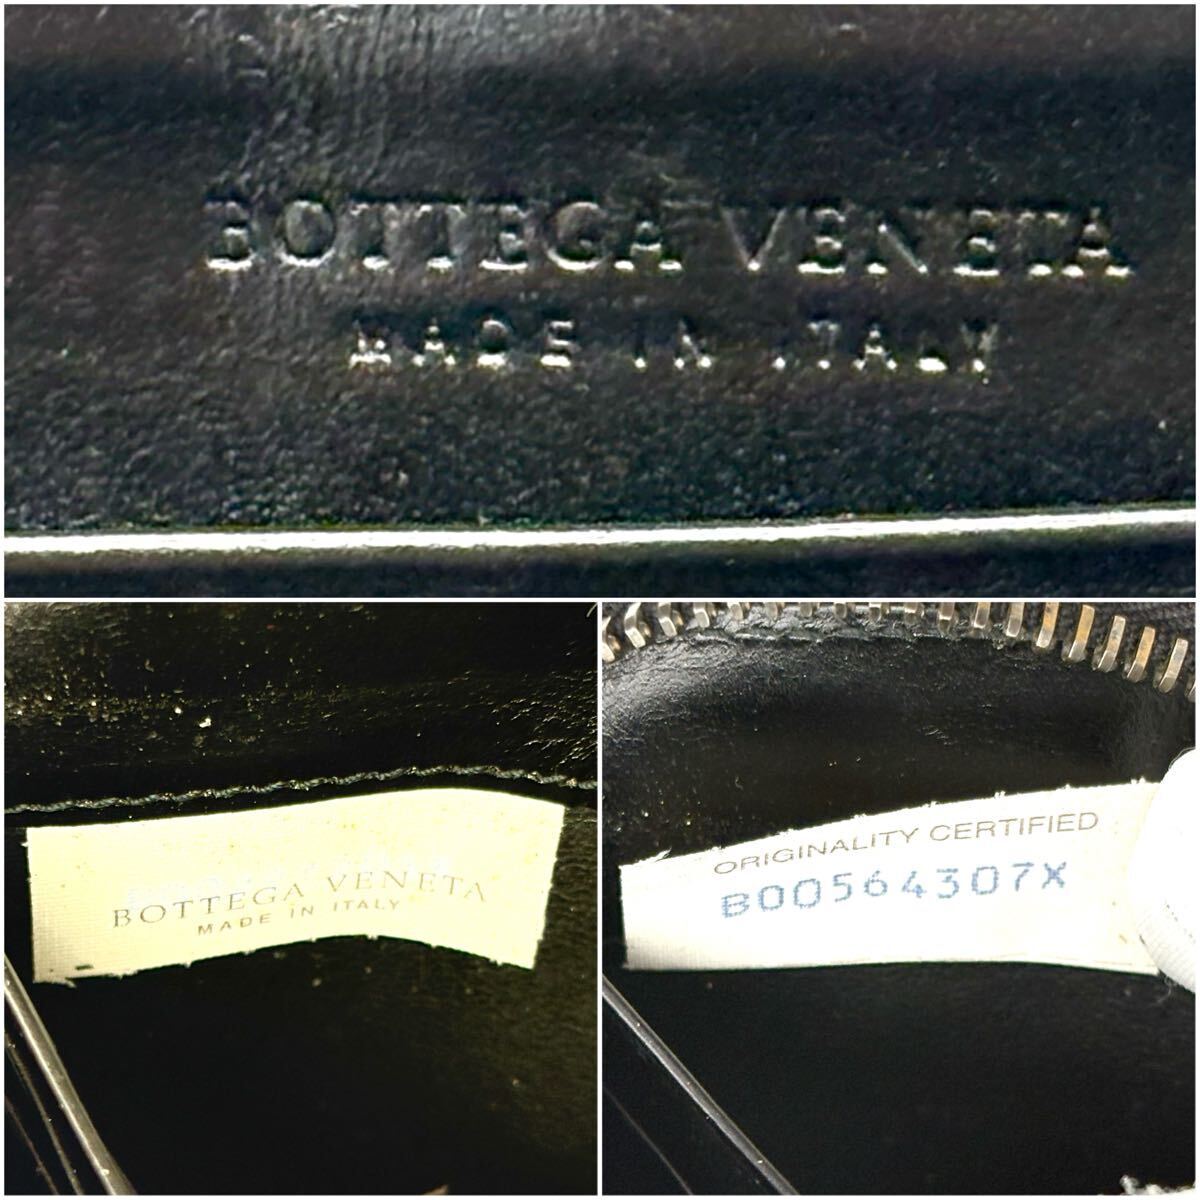 BOTTEGA VENETA
MADE IN ITALY
BOTTEGA VENETA
MADE IN ITALY
ORIGINALITY CERTIFIED
B00564307X